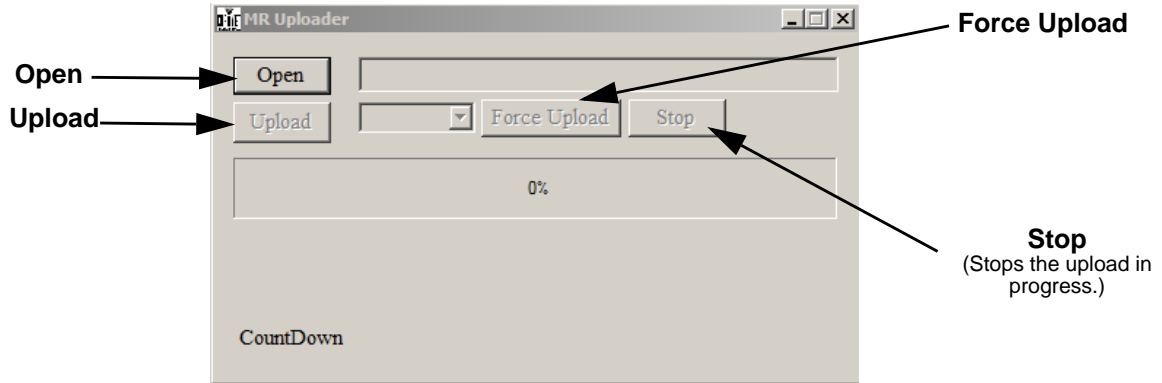 MR Uploader
Force Upload
Open
Open
Upload
Upload
Force Upload
Stop
0%
Stop
(Stops the upload in
progress.)
CountDown